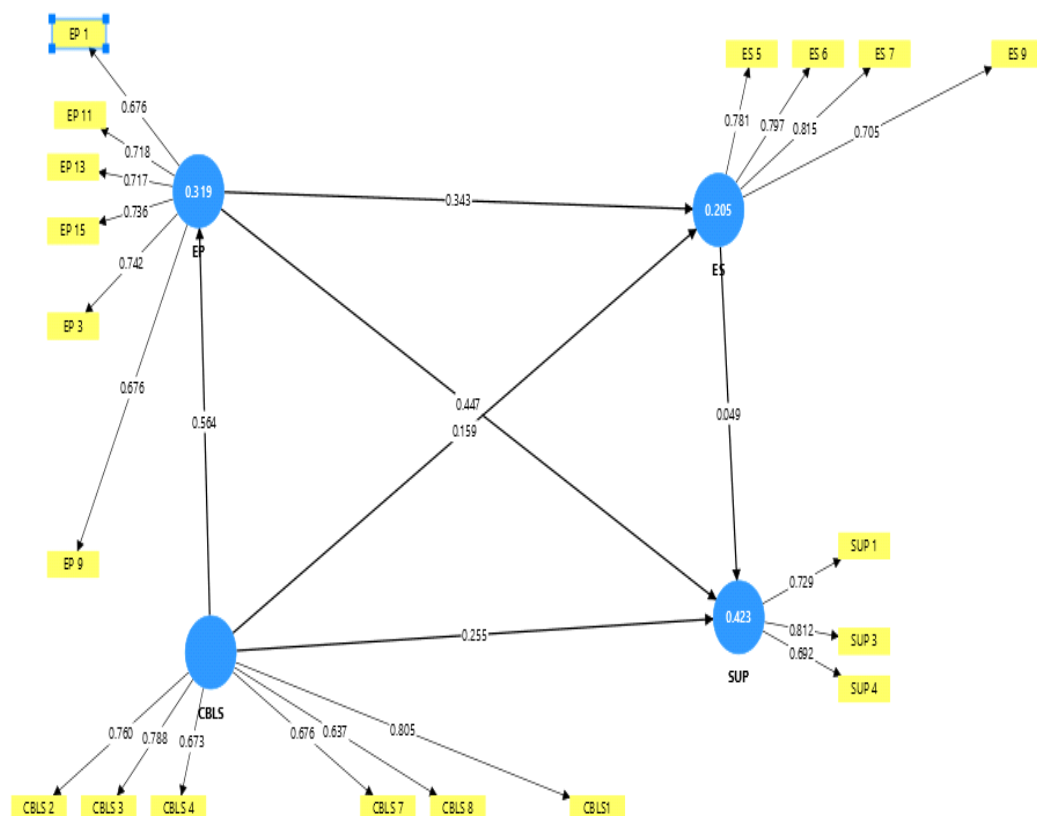 EP 1
ES 5
ES 6
ES 7
ES 9
0.676
EP 11
0.781
0.797
0.815
0.705
0.718
EP 13
0.717
0.319
0.343
0.205
EP 15
0.736
EP
ES
0.742
EP 3
0.676
0.564
0.447
0.159
0.049
EP 9
SUP 1
0.729
0.423
0.812
SUP 3
0.255
0.692
SUP
SUP 4
CBLS
0.760
0.788
0.673
0.676
0.637
0.805
CBLS 2
CBLS 3
CBLS 4
CBLS 7
CBLS 8
CBLS1